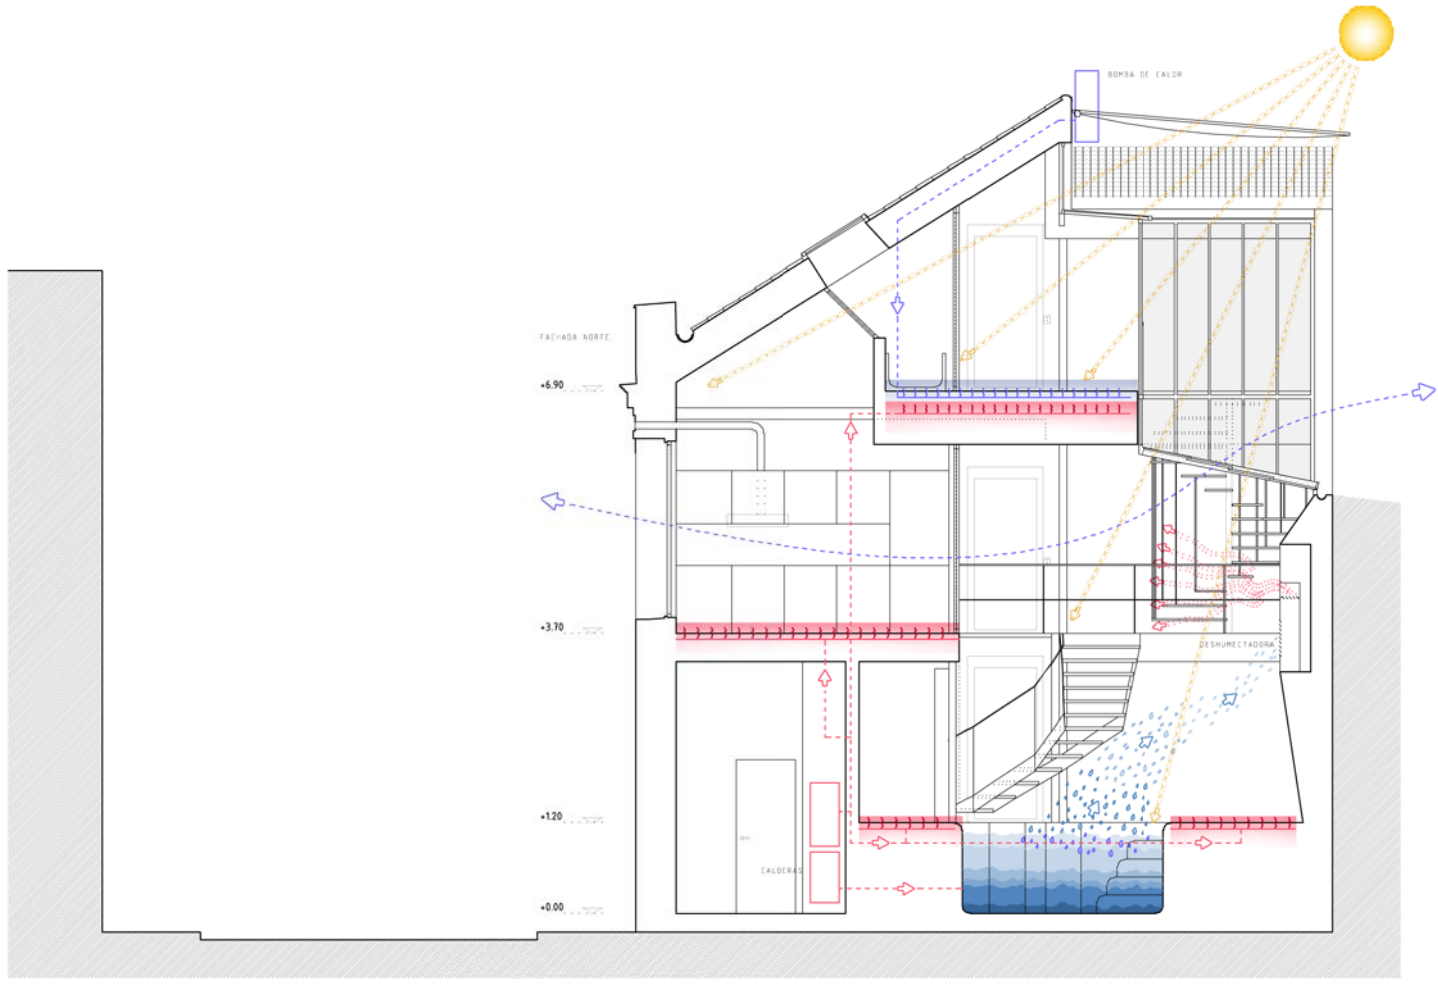 BOMBA DE CALOR
FACHADA NORTE
+6.90
+3.70
DESHUMECTADORA
+1.20
CALDERAS
+0.00